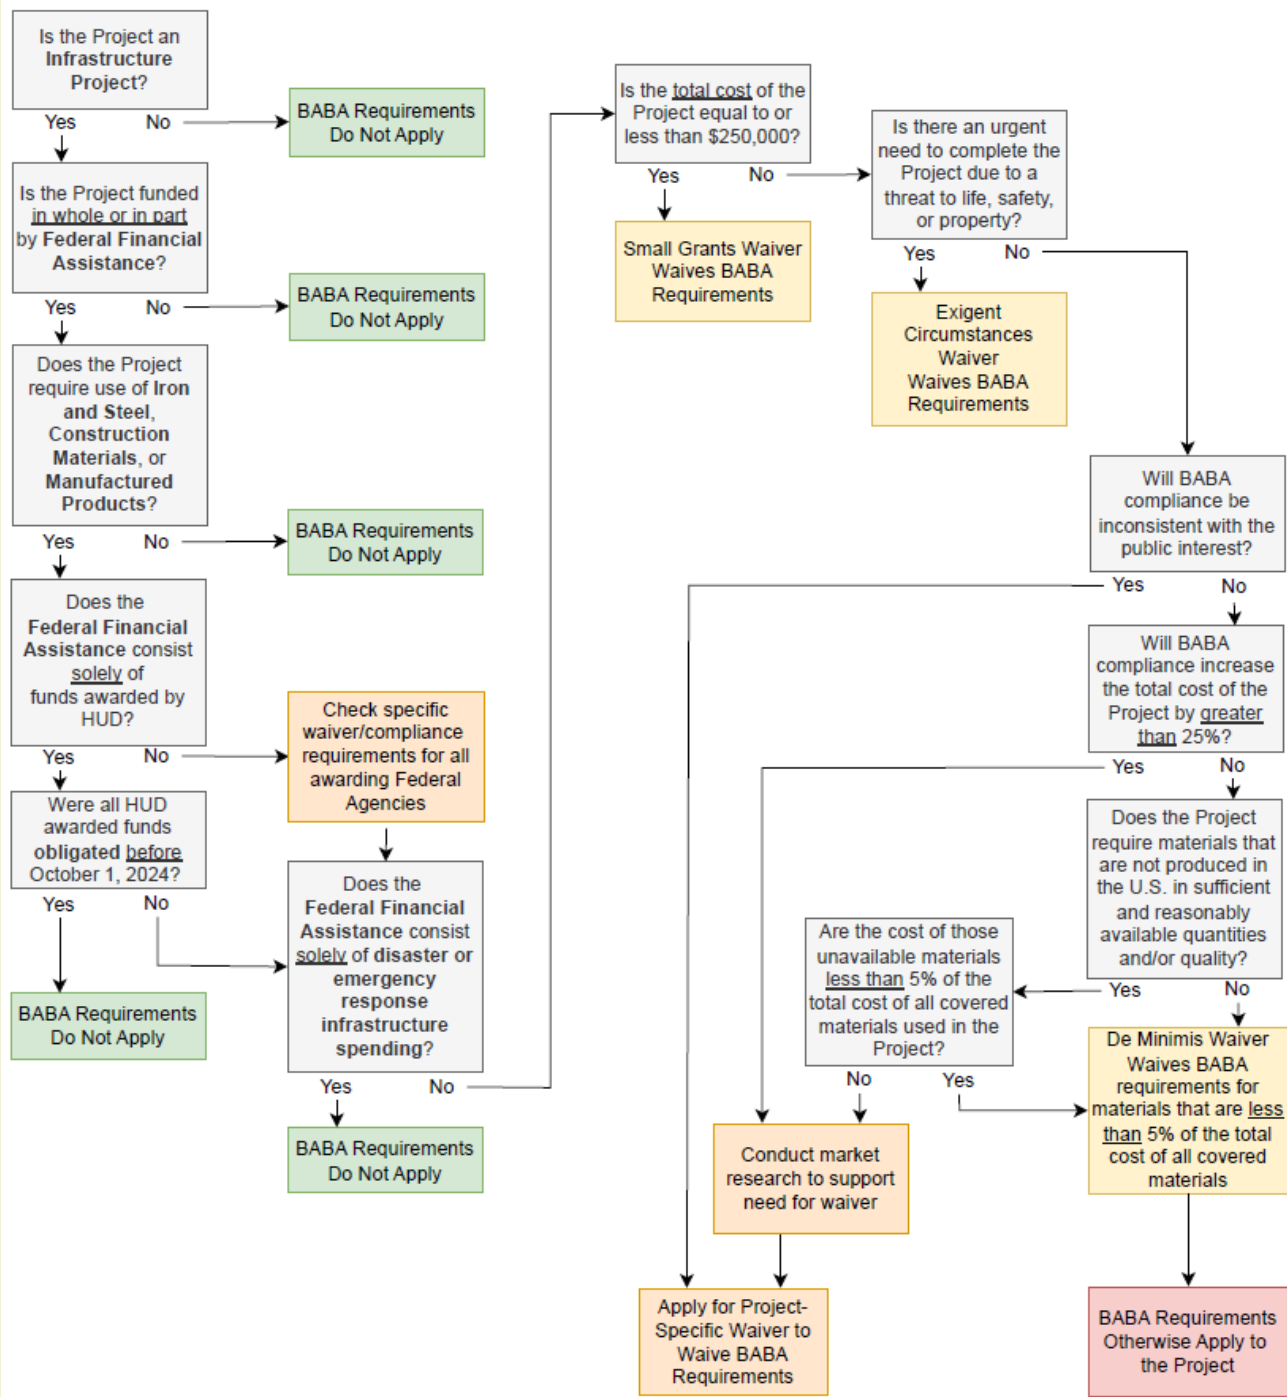 Is the Project an
Infrastructure
Project?
Yes
No
BABA Requirements
Do Not Apply
Is the Project funded
in whole or in part
by Federal Financial
Assistance?
Yes
No
BABA Requirements
Do Not Apply
Does the Project
require use of Iron
and Steel,
Construction
Materials, or
Manufactured
Products?
Yes
No
BABA Requirements
Do Not Apply
Does the
Federal Financial
Assistance consist
solely of
funds awarded by
HUD?
Yes
No
Check specific
waiver/compliance
requirements for all
awarding Federal
Agencies
Were all HUD
awarded funds
obligated before
October 1, 2024?
Yes
No
BABA Requirements
Do Not Apply
Does the
Federal Financial
Assistance consist
solely of disaster or
emergency
response
infrastructure
spending?
Yes
No
BABA Requirements
Do Not Apply
Is the total cost of the
Project equal to or
less than $250,000?
Yes
No
Small Grants Waiver
Waives BABA
Requirements
Is there an urgent
need to complete the
Project due to a
threat to life, safety,
or property?
Yes
No
Exigent
Circumstances
Waiver
Waives BABA
Requirements
Will BABA
compliance be
inconsistent with the
public interest?
Yes
No
Will BABA
compliance increase
the total cost of the
Project by greater
than 25%?
Yes
No
Does the Project
require materials that
are not produced in
the U.S. in sufficient
and reasonably
available quantities
and/or quality?
Yes
No
Are the cost of those
unavailable materials
less than 5% of the
total cost of all covered
materials used in the
Project?
No
Yes
De Minimis Waiver
Waives BABA
requirements for
materials that are less
than 5% of the total
cost of all covered
materials
Conduct market
research to support
need for waiver
Apply for Project-
Specific Waiver to
Waive BABA
Requirements
BABA Requirements
Otherwise Apply to
the Project